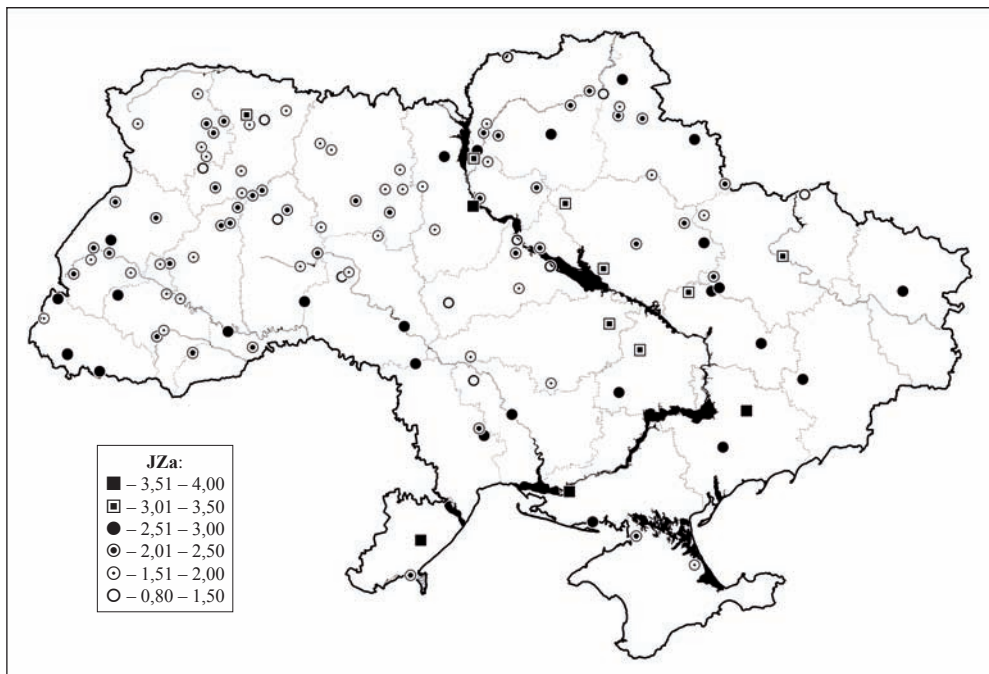 JZa:
– 3,51 – 4,00
– 3,01 – 3,50
– 2,51 – 3,00
– 2,01 – 2,50
– 1,51 – 2,00
– 0,80 – 1,50